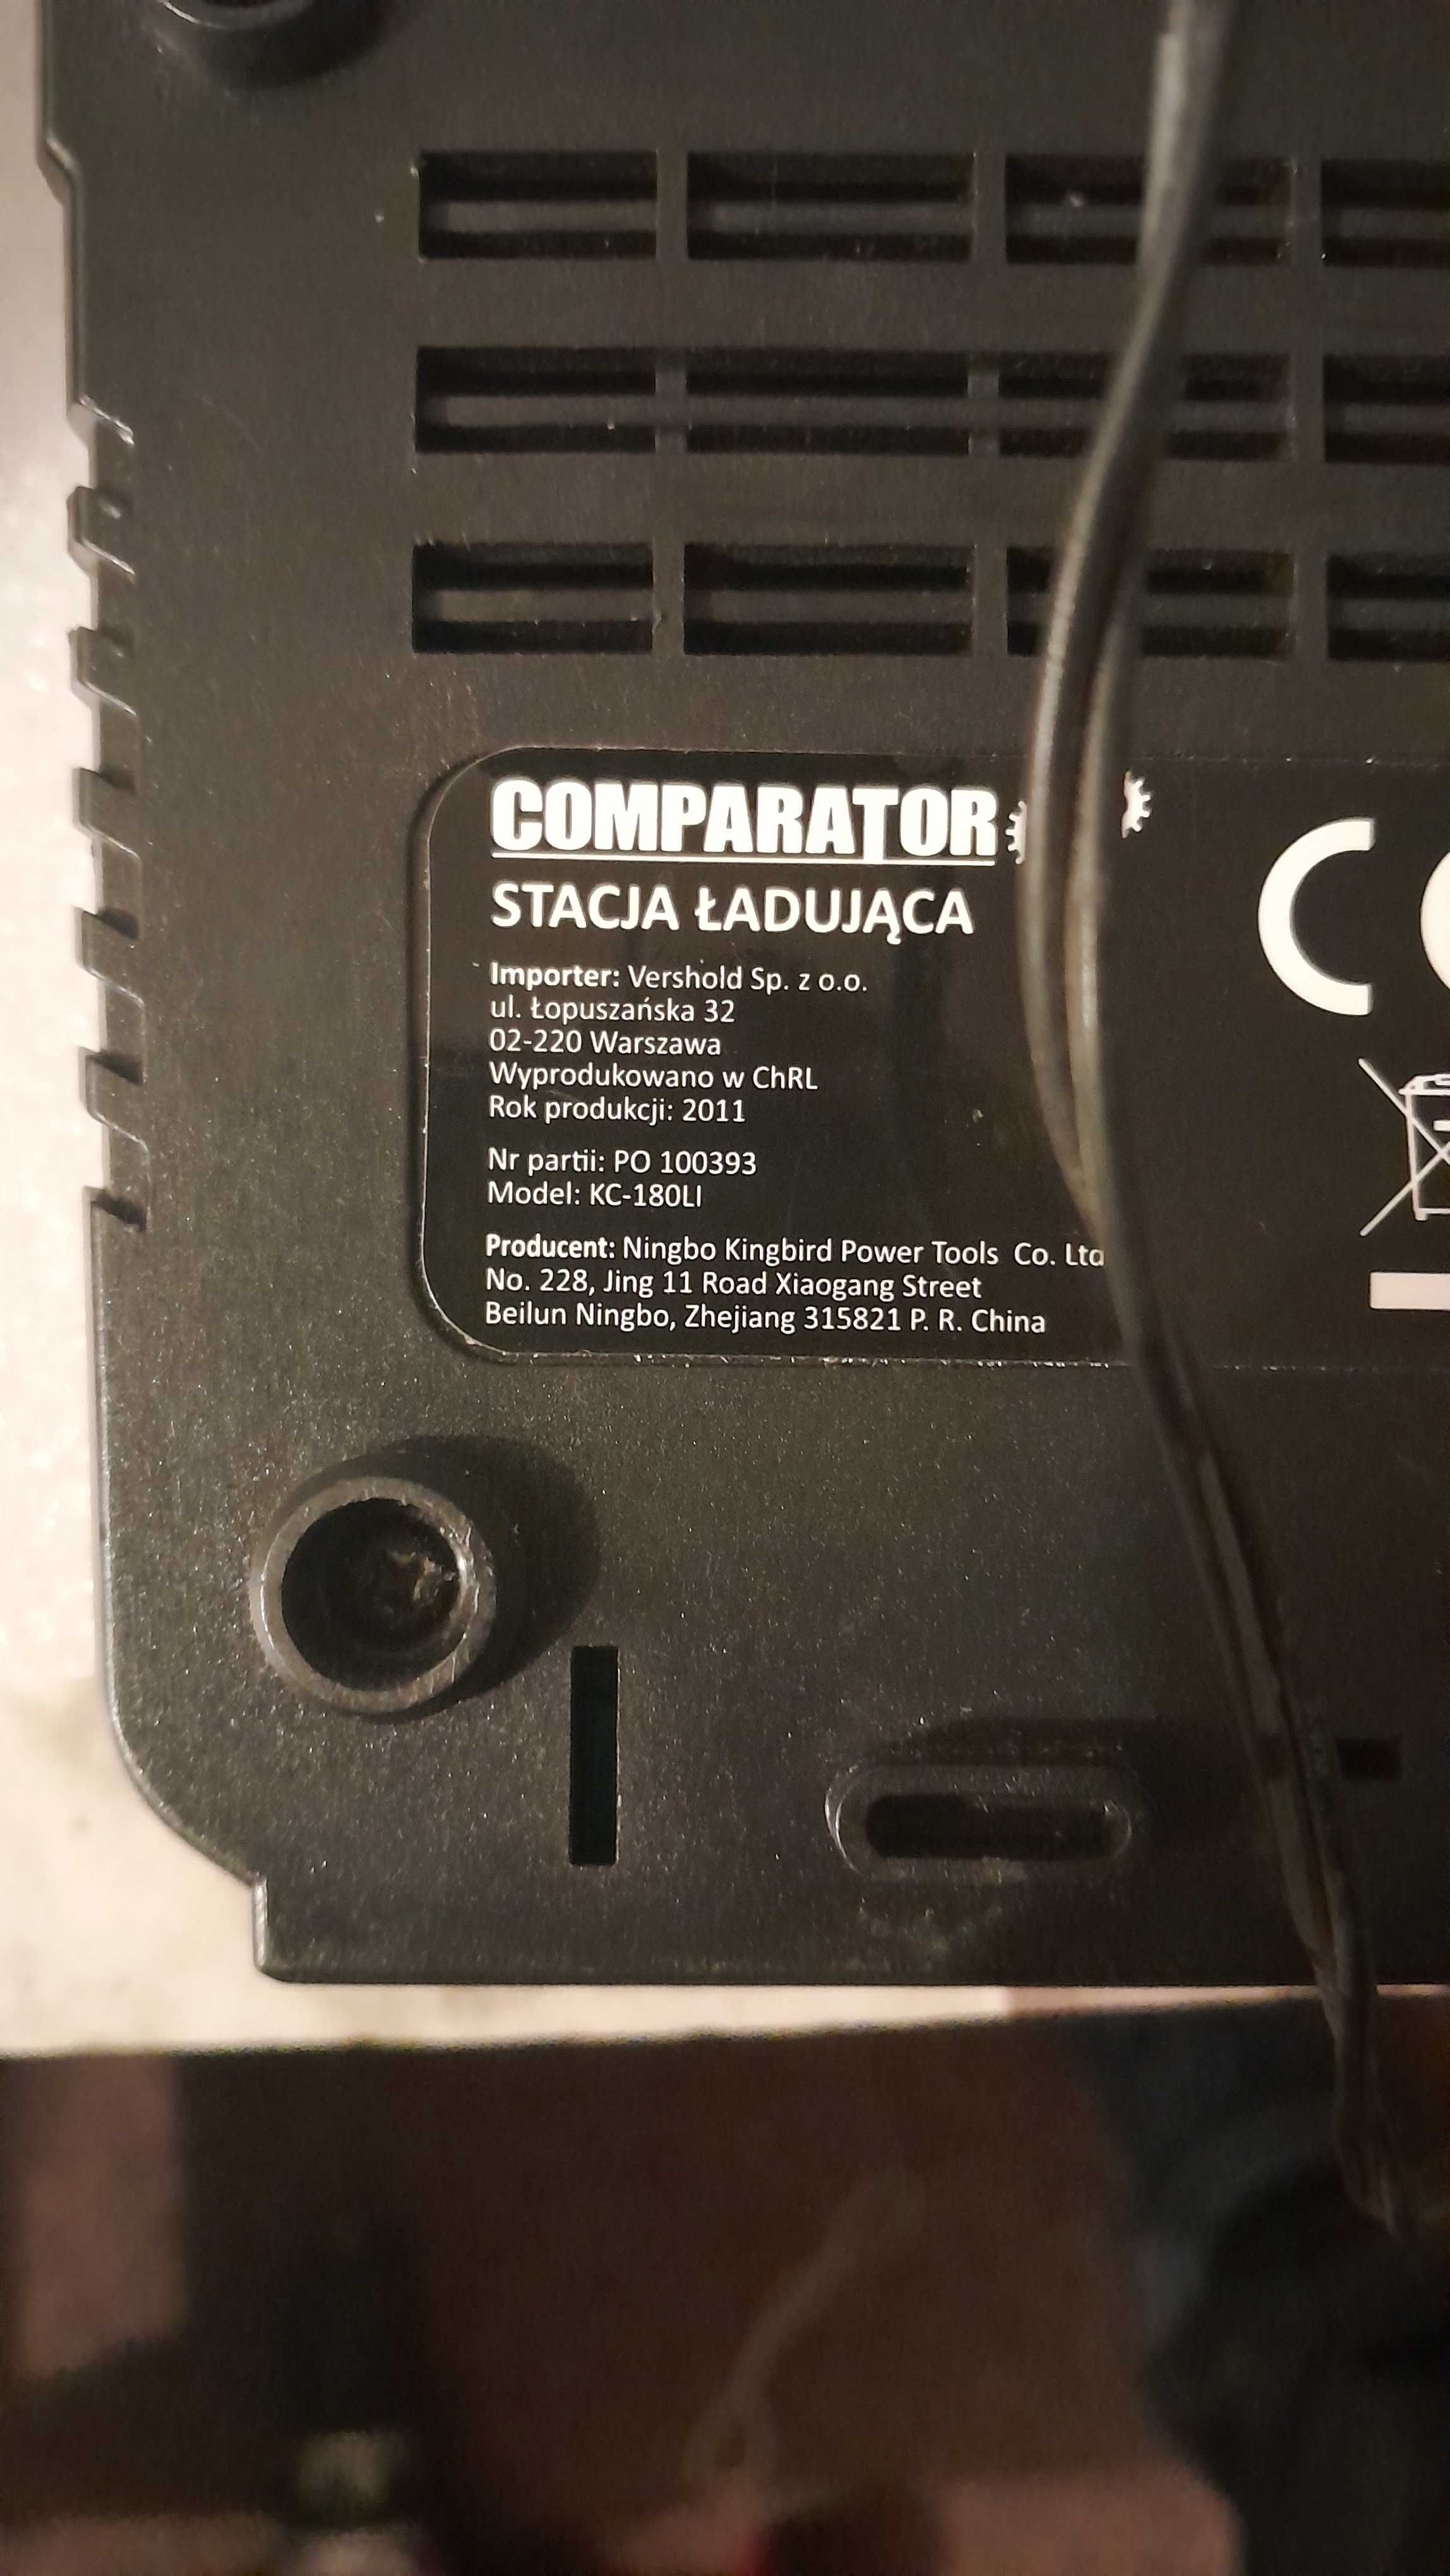 COMPARATOR
STACJA ŁADUJĄCA
Importer: Vershold Sp. z o.o.
ul. Łopuszańska 32
02-220 Warszawa
Wyprodukowano w ChRL
Rok produkcji: 2011
Nr partii: PO 100393
Model: KC-180LI
Producent: Ningbo Kingbird Power Tools Co. Ltd
No. 228, Jing 11 Road Xiaogang Street
Beilun Ningbo, Zhejiang 315821 P. R. China